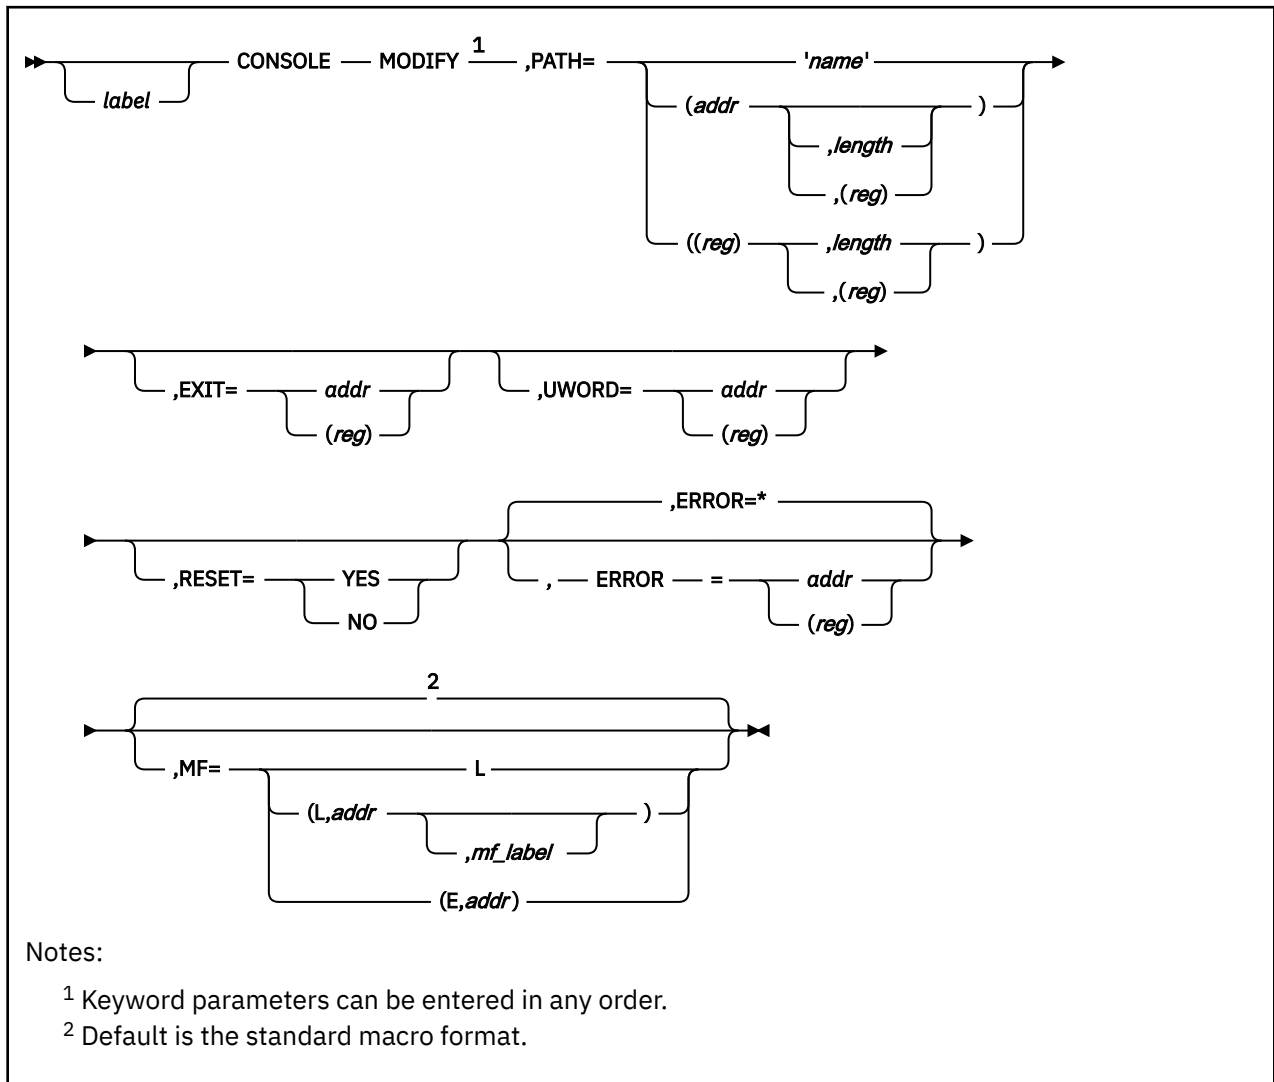 1
CONSOLE MODIFY ,PATH= 'name'
label (addr )
,length
,(reg)
((reg) ,length )
,(reg)
,EXIT= addr ,UWORD= addr
(reg) (reg)
,ERROR=*
,RESET= YES , ERROR = addr
NO (reg)
2
,MF= L
(L,addr )
,mf_label
(E,addr)
Notes:
1 Keyword parameters can be entered in any order.
2 Default is the standard macro format.